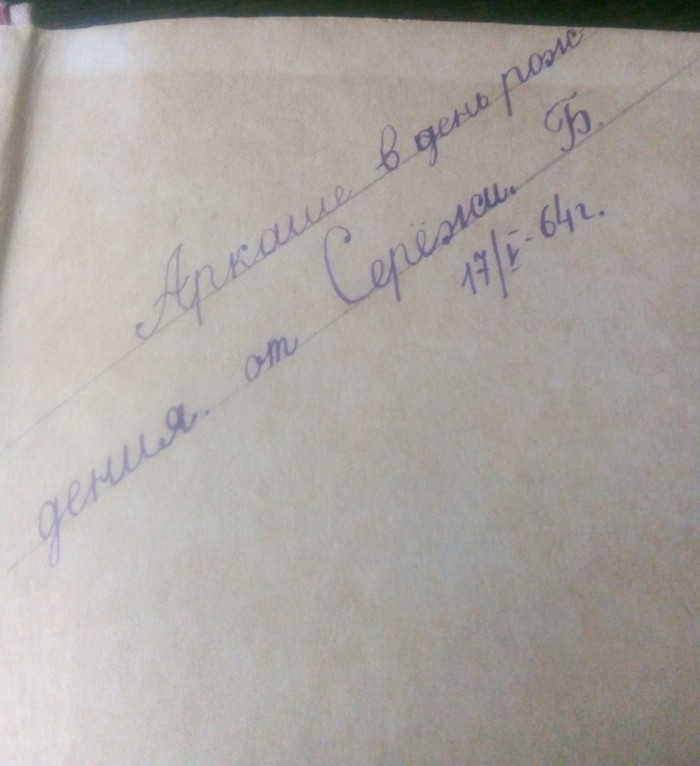 Аркаше в день рож
дения. от Серёжи. Б.
17/I-64г.